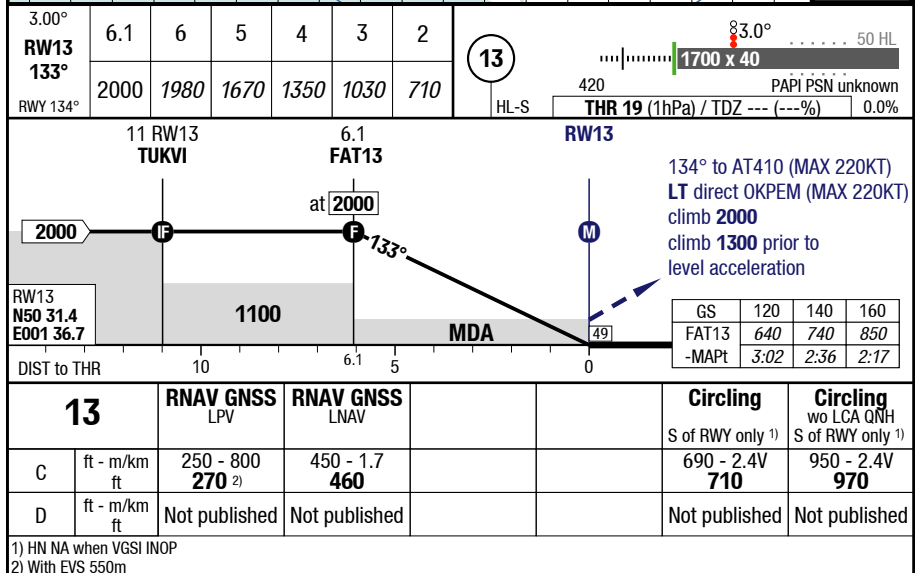 3.00°
RW13
133°
RWY 134°
6.1 6 5 4 3 2
2000 1980 1670 1350 1030 710
13
HL-S
3.0°
50 HL
1700 x 40
420
PAPI PSN unknown
THR 19 (1hPa) / TDZ --- (---%) 0.0%
11 RW13
TUKVI
6.1
FAT13
RW13
at 2000
2000
IF
F
133°
M
134° to AT410 (MAX 220KT)
LT direct OKPEM (MAX 220KT)
climb 2000
climb 1300 prior to
level acceleration
RW13
N50 31.4
E001 36.7
1100
MDA
49
GS 120 140 160
FAT13 640 740 850
-MAPt 3:02 2:36 2:17
DIST to THR 10 6.1 5 0
13
RNAV GNSS
LPV
RNAV GNSS
LNAV
Circling
S of RWY only 1)
Circling
wo LCA QNH
S of RWY only 1)
C
ft - m/km
ft
250 - 800
270 2)
450 - 1.7
460
690 - 2.4V
710
950 - 2.4V
970
D
ft - m/km
ft
Not published
Not published
Not published
Not published
1) HN NA when VGSI INOP
2) With EVS 550m